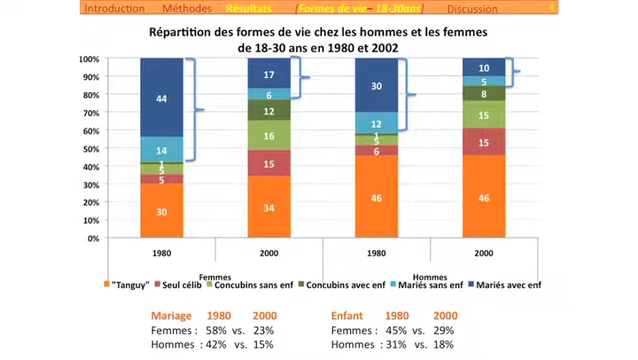 Introduction Méthodes Résultats [Formes de vie – 18-30ans] Discussion 4
Répartition des formes de vie chez les hommes et les femmes
de 18-30 ans en 1980 et 2002
100%
90%
80%
70%
60%
50%
40%
30%
20%
10%
0%
44
14
1
5
5
30
17
6
12
16
15
34
30
12
1
5
6
46
10
5
8
15
15
46
1980 2000 1980 2000
Femmes Hommes
"Tanguy" Seul célib Concubins sans enf Concubins avec enf Mariés sans enf Mariés avec enf
Mariage 1980 2000
Femmes : 58% vs. 23%
Hommes : 42% vs. 15%
Enfant 1980 2000
Femmes : 45% vs. 29%
Hommes : 31% vs. 18%